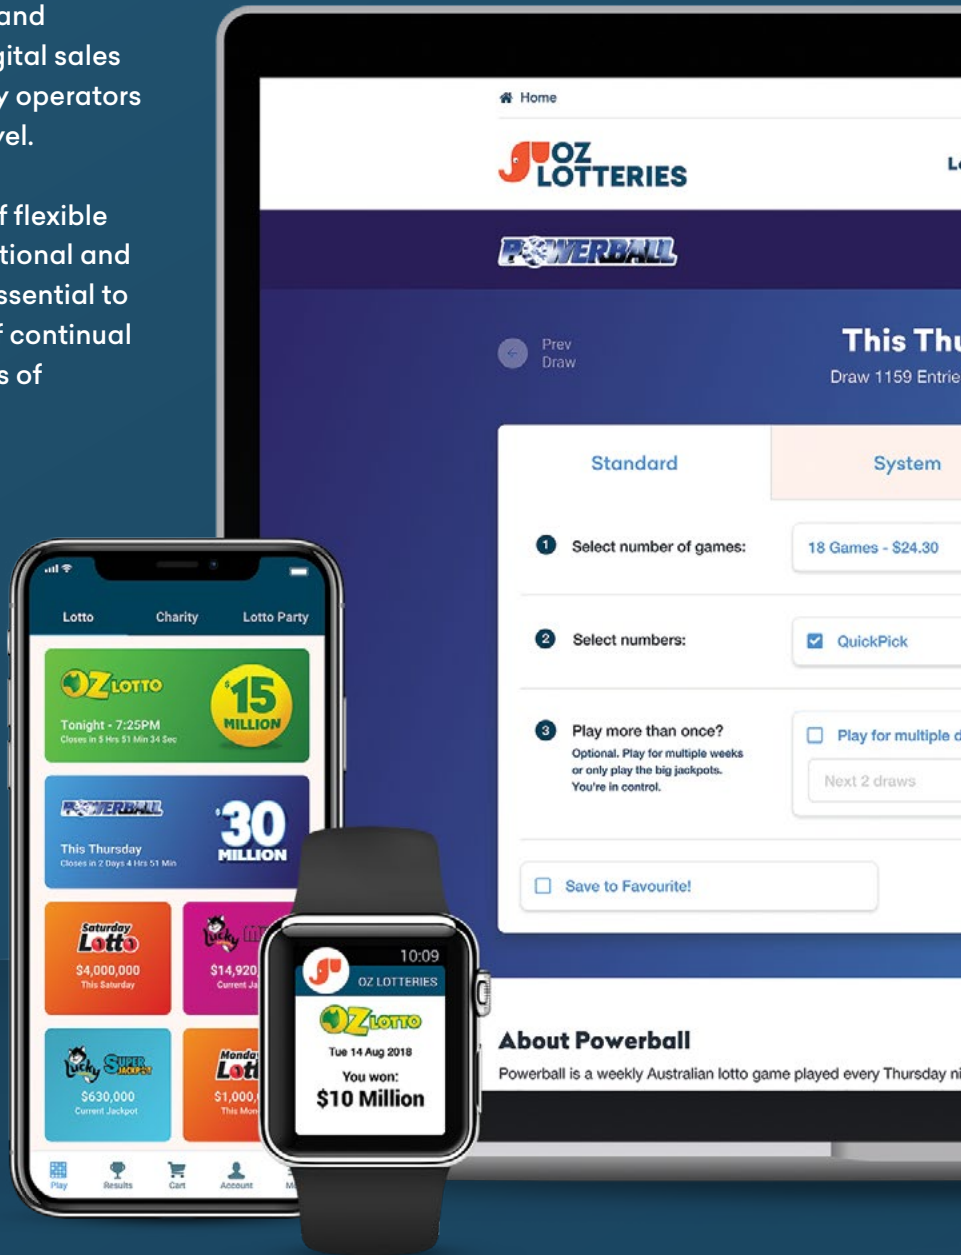 and
gital sales
y operators
vel.
f flexible
tional and
ssential to
f continual
s of
Home
OZ
LOTTERIES
Lo
POWERBALL
Prev
Draw
This Thu
Draw 1159 Entrie
Standard
System
1 Select number of games:
18 Games - $24.30
2 Select numbers:
QuickPick
3 Play more than once?
Optional. Play for multiple weeks
or only play the big jackpots.
You're in control.
Play for multiple d
Next 2 draws
Save to Favourite!
About Powerball
Powerball is a weekly Australian lotto game played every Thursday ni
Lotto Charity Lotto Party
OZ LOTTO
$15
MILLION
Tonight - 7:25PM
Closes in 5 Hrs 51 Min 34 Sec
POWERBALL
$30
MILLION
This Thursday
Closes in 2 Days 4 Hrs 51 Min
Saturday
Lotto
$4,000,000
This Saturday
Lucky
$14,920
Current Ja
Lucky SUPER
JACKPOT
$630,000
Current Jackpot
Monda
Lott
$1,000,
This Mon
Play Results Cart Account M
10:09
OZ LOTTERIES
OZ LOTTO
Tue 14 Aug 2018
You won:
$10 Million